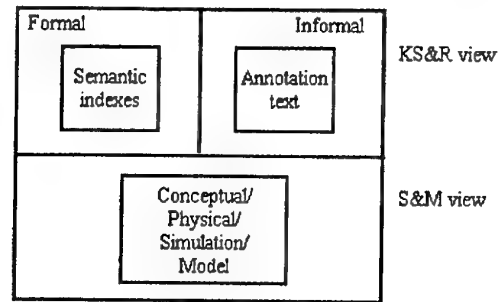 Formal
Informal
KS&R view
Semantic
indexes
Annotation
text
S&M view
Conceptual/
Physical/
Simulation/
Model